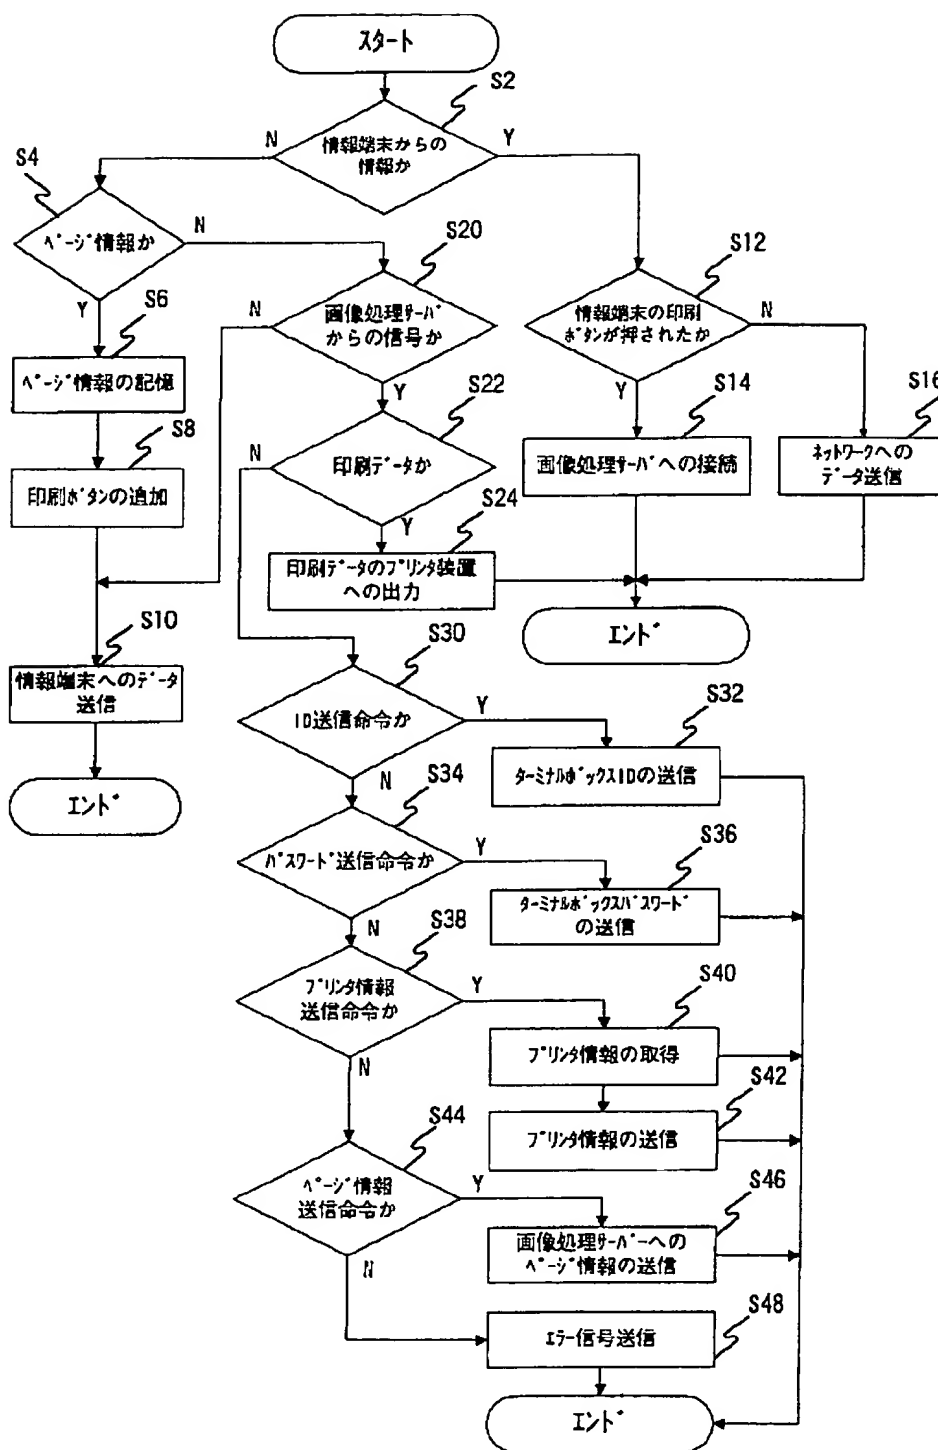 スタート
S2
情報端末からの
情報か
N
Y
S4
ページ情報か
N
Y
S20
画像処理サーバ
からの信号か
N
Y
S12
情報端末の印刷
ボタンが押されたか
N
Y
S6
ページ情報の記憶
S8
印刷ボタンの追加
S22
印刷データか
N
Y
S14
画像処理サーバへの接続
S16
ネットワークへの
データ送信
S24
印刷データのプリンタ装置
への出力
エンド
S10
情報端末へのデータ
送信
エンド
S30
ID送信命令か
Y
N
S32
ターミナルボックスIDの送信
S34
パスワード送信命令か
Y
N
S36
ターミナルボックスパスワード
の送信
S38
プリンタ情報
送信命令か
Y
N
S40
プリンタ情報の取得
S42
プリンタ情報の送信
S44
ページ情報
送信命令か
Y
N
S46
画像処理サーバーへの
ページ情報の送信
S48
エラー信号送信
エンド